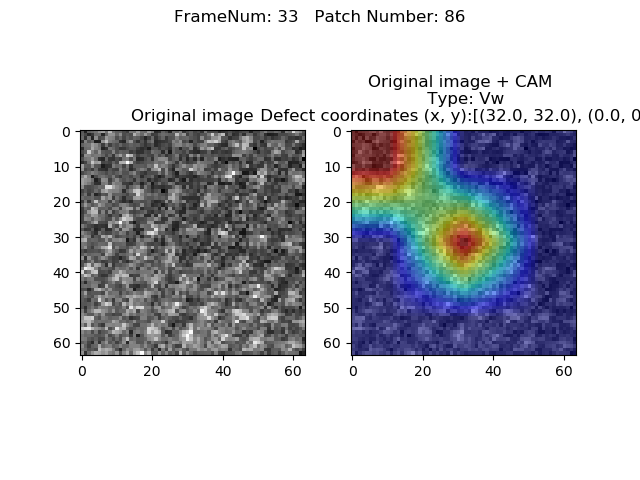 FrameNum: 33   Patch Number: 86
Original image
0
10
20
30
40
50
60
0 20 40 60
Original image + CAM
Type: Vw
Defect coordinates (x, y):[(32.0, 32.0), (0.0, 0
0
10
20
30
40
50
60
0 20 40 60